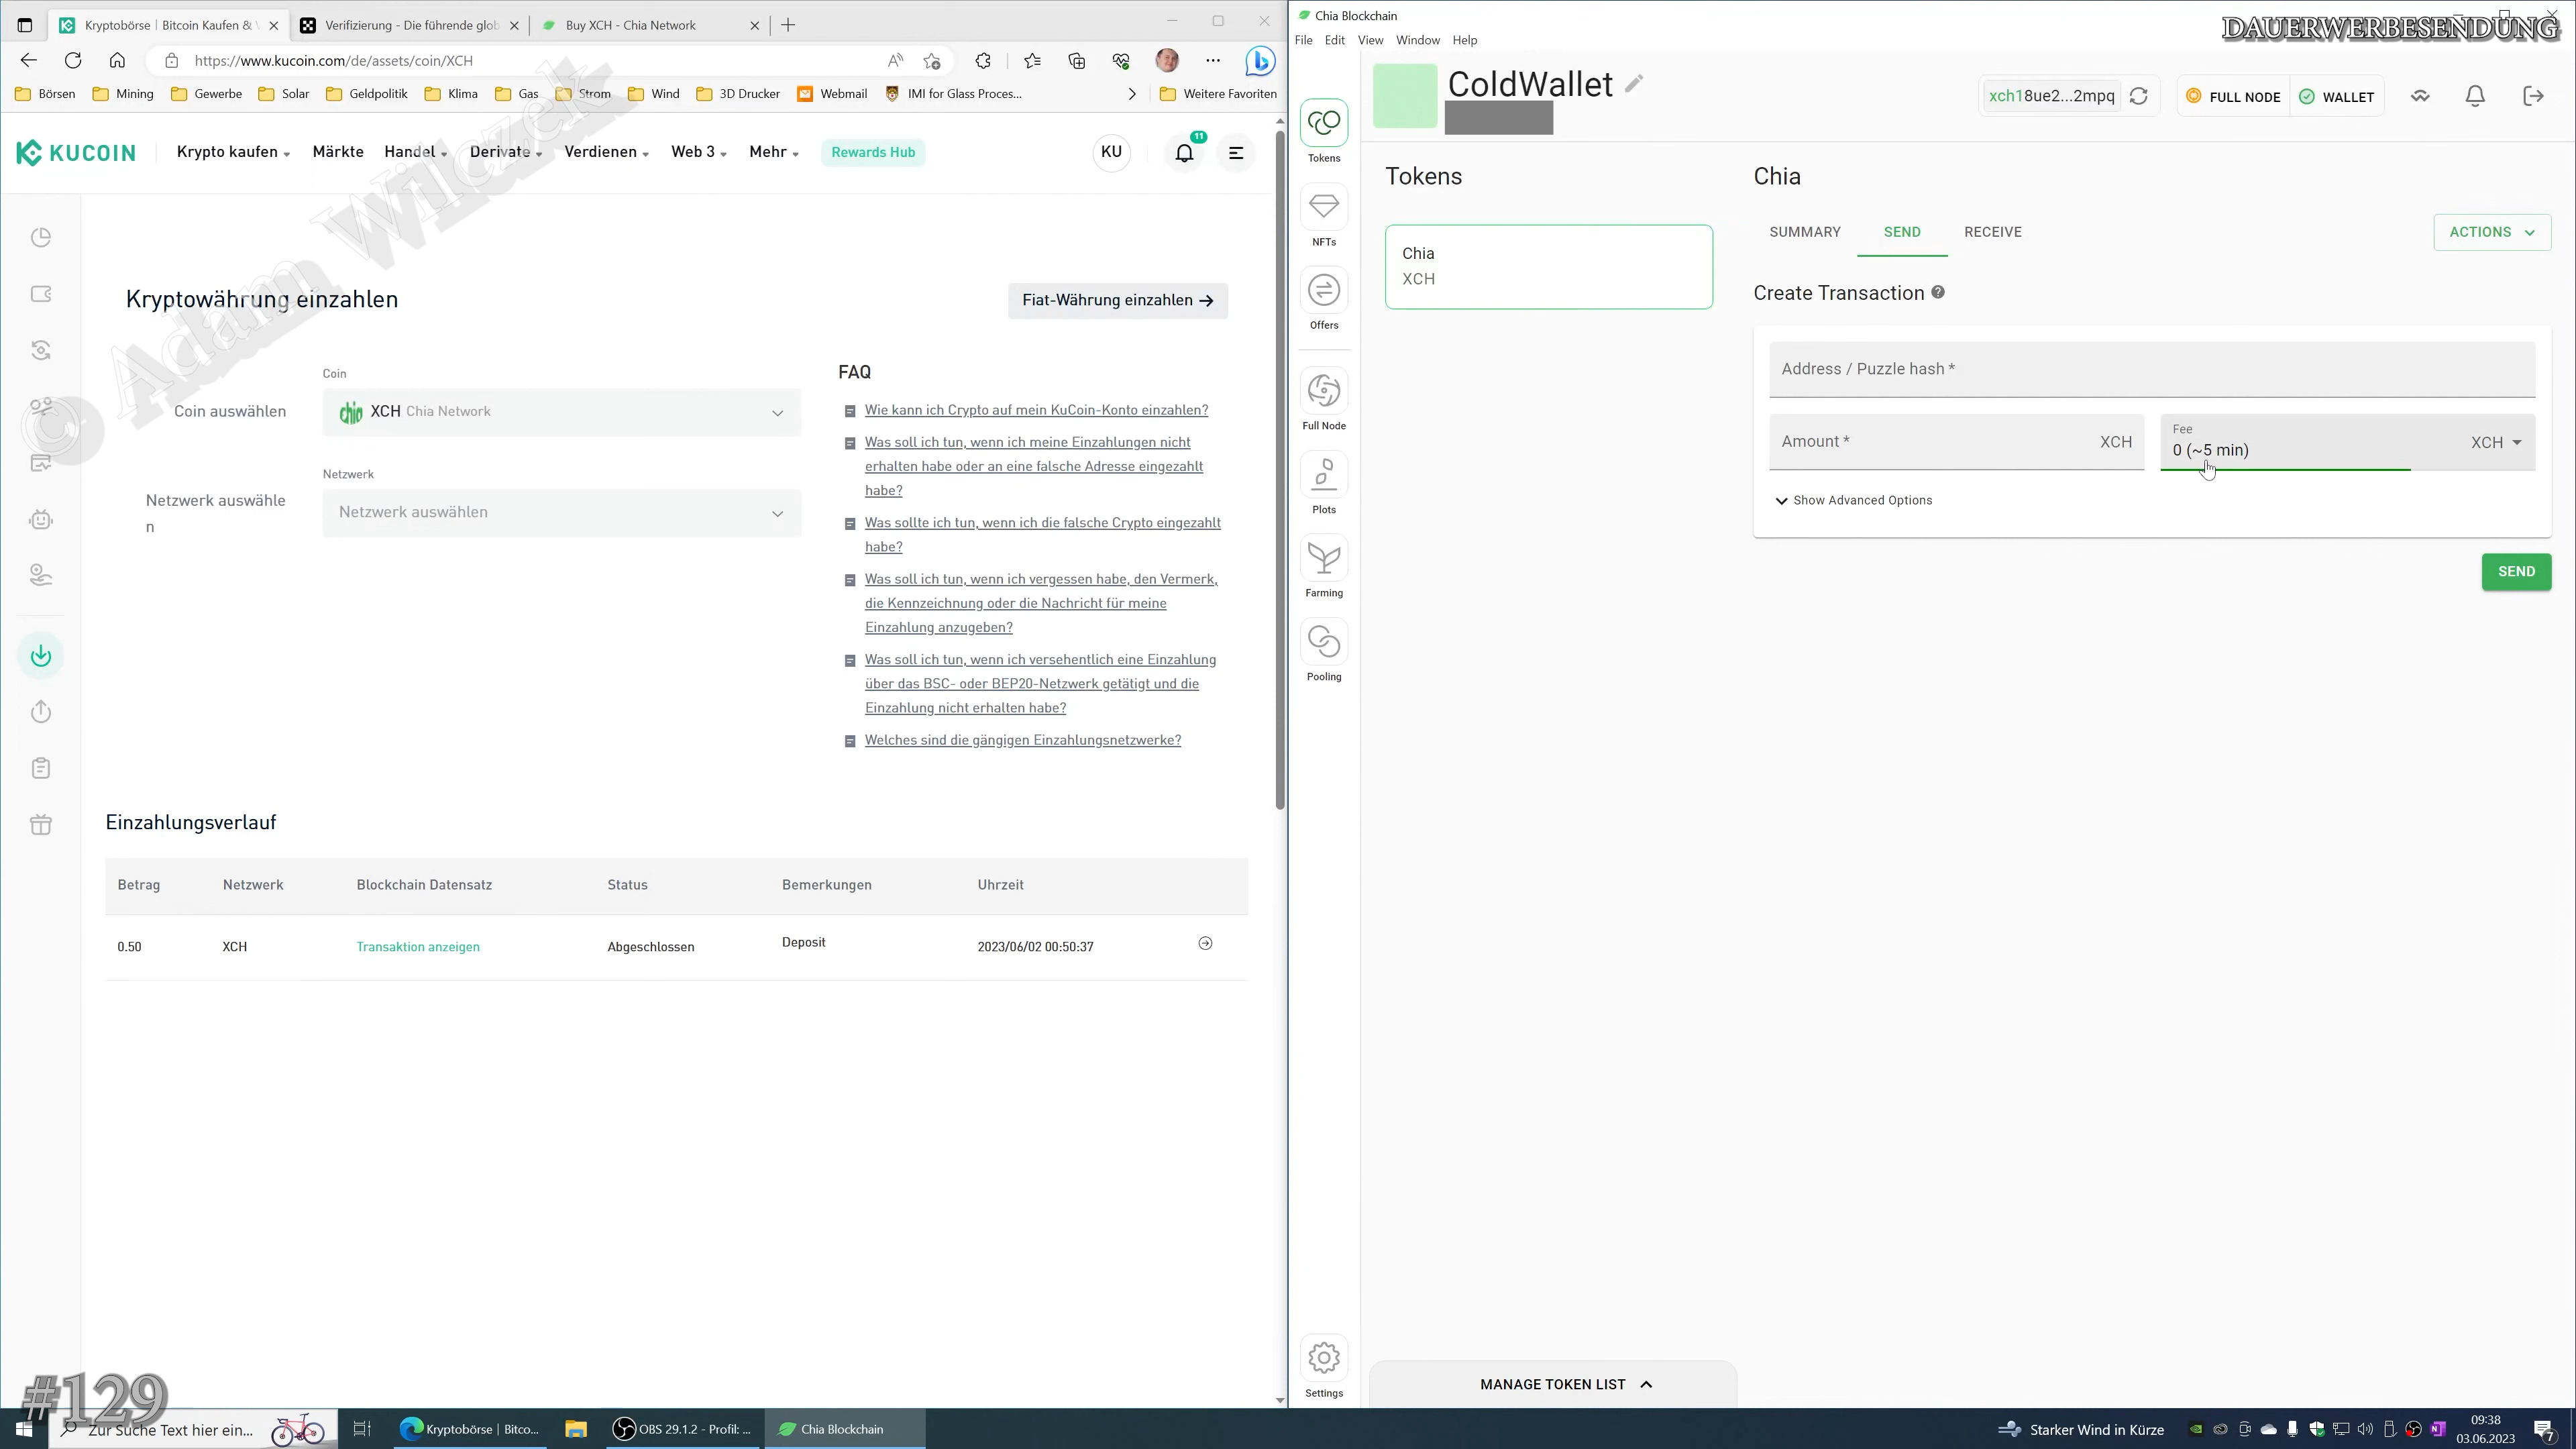 Kryptobörse | Bitcoin Kaufen &
Verifizierung - Die führende glob
Buy XCH - Chia Network
https://www.kucoin.com/de/assets/coin/XCH
Börsen
Mining
Gewerbe
Solar
Geldpolitik
Klima
Gas
Strom
Wind
3D Drucker
Webmail
IMI for Glass Proces...
Weitere Favoriten
KUCOIN
Krypto kaufen
Märkte
Handel
Derivate
Verdienen
Web 3
Mehr
Rewards Hub
KU
11
© Adam Wilczek
Kryptowährung einzahlen
Fiat-Währung einzahlen
Coin
Coin auswählen
XCH Chia Network
Netzwerk
Netzwerk auswähle
n
Netzwerk auswählen
FAQ
Wie kann ich Crypto auf mein KuCoin-Konto einzahlen?
Was soll ich tun, wenn ich meine Einzahlungen nicht
erhalten habe oder an eine falsche Adresse eingezahlt
habe?
Was sollte ich tun, wenn ich die falsche Crypto eingezahlt
habe?
Was soll ich tun, wenn ich vergessen habe, den Vermerk,
die Kennzeichnung oder die Nachricht für meine
Einzahlung anzugeben?
Was soll ich tun, wenn ich versehentlich eine Einzahlung
über das BSC- oder BEP20-Netzwerk getätigt und die
Einzahlung nicht erhalten habe?
Welches sind die gängigen Einzahlungsnetzwerke?
Einzahlungsverlauf
Betrag Netzwerk Blockchain Datensatz Status Bemerkungen Uhrzeit
0.50 XCH Transaktion anzeigen Abgeschlossen Deposit 2023/06/02 00:50:37
#129
Chia Blockchain
DAUERWERBESENDUNG
File Edit View Window Help
ColdWallet
xch18ue2...2mpq
FULL NODE
WALLET
Tokens
NFTs
Offers
Full Node
Plots
Farming
Pooling
Settings
Tokens
Chia
XCH
MANAGE TOKEN LIST
Chia
SUMMARY SEND RECEIVE
ACTIONS
Create Transaction
Address / Puzzle hash *
Amount *
XCH
Fee
0 (~5 min)
XCH
Show Advanced Options
SEND
Zur Suche Text hier ein...
Kryptobörse | Bitco...
OBS 29.1.2 - Profil: ...
Chia Blockchain
Starker Wind in Kürze
09:38
03.06.2023
7